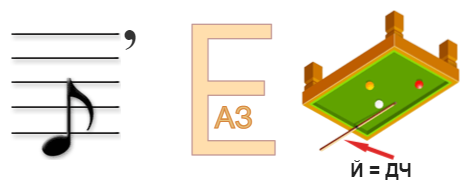 ,
Е
АЗ
Й = ДЧ